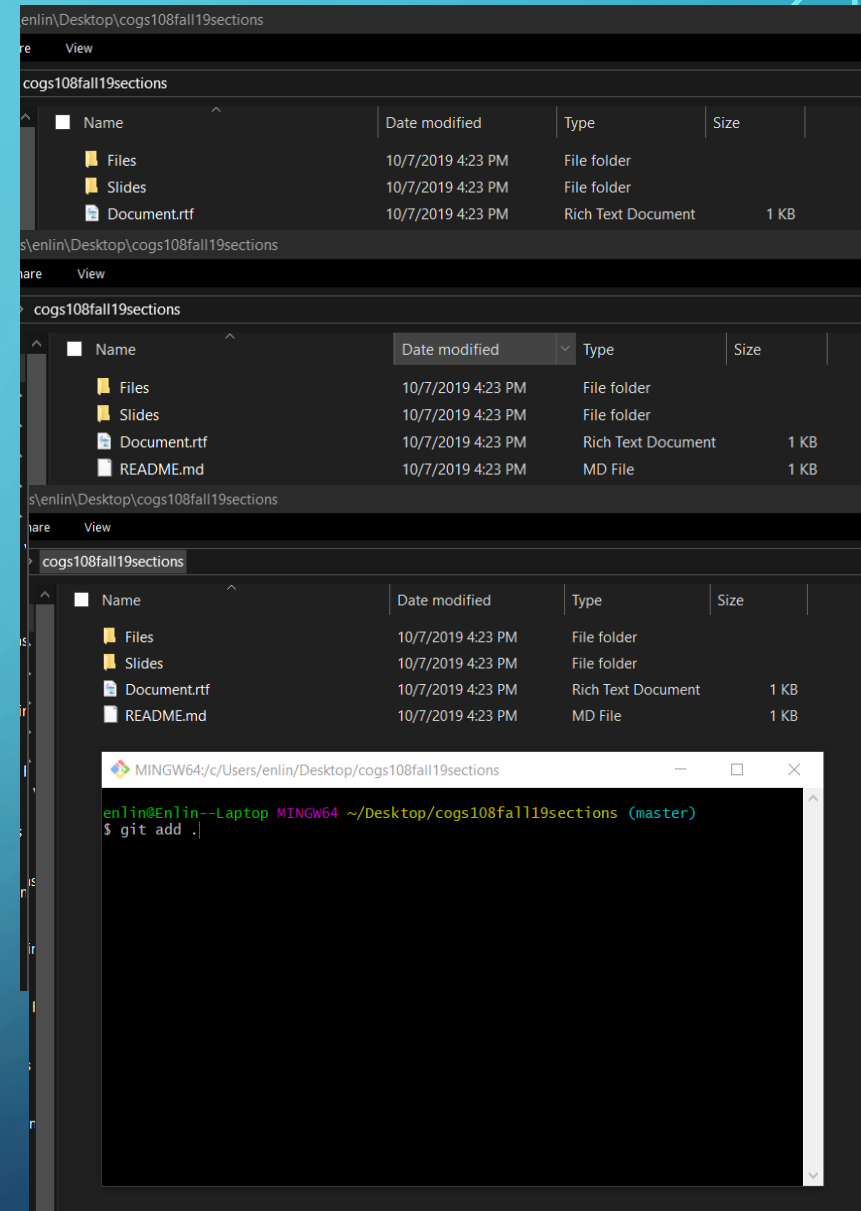 enlin\Desktop\cogs108fall19sections
re View
cogs108fall19sections
Name Date modified Type Size
Files 10/7/2019 4:23 PM File folder
Slides 10/7/2019 4:23 PM File folder
Document.rtf 10/7/2019 4:23 PM Rich Text Document 1 KB
s\enlin\Desktop\cogs108fall19sections
hare View
cogs108fall19sections
Name Date modified Type Size
Files 10/7/2019 4:23 PM File folder
Slides 10/7/2019 4:23 PM File folder
Document.rtf 10/7/2019 4:23 PM Rich Text Document 1 KB
README.md 10/7/2019 4:23 PM MD File 1 KB
s\enlin\Desktop\cogs108fall19sections
hare View
cogs108fall19sections
Name Date modified Type Size
Files 10/7/2019 4:23 PM File folder
Slides 10/7/2019 4:23 PM File folder
Document.rtf 10/7/2019 4:23 PM Rich Text Document 1 KB
README.md 10/7/2019 4:23 PM MD File 1 KB
MINGW64:/c/Users/enlin/Desktop/cogs108fall19sections
enlin@Enlin--Laptop MINGW64 ~/Desktop/cogs108fall19sections (master)
$ git add .